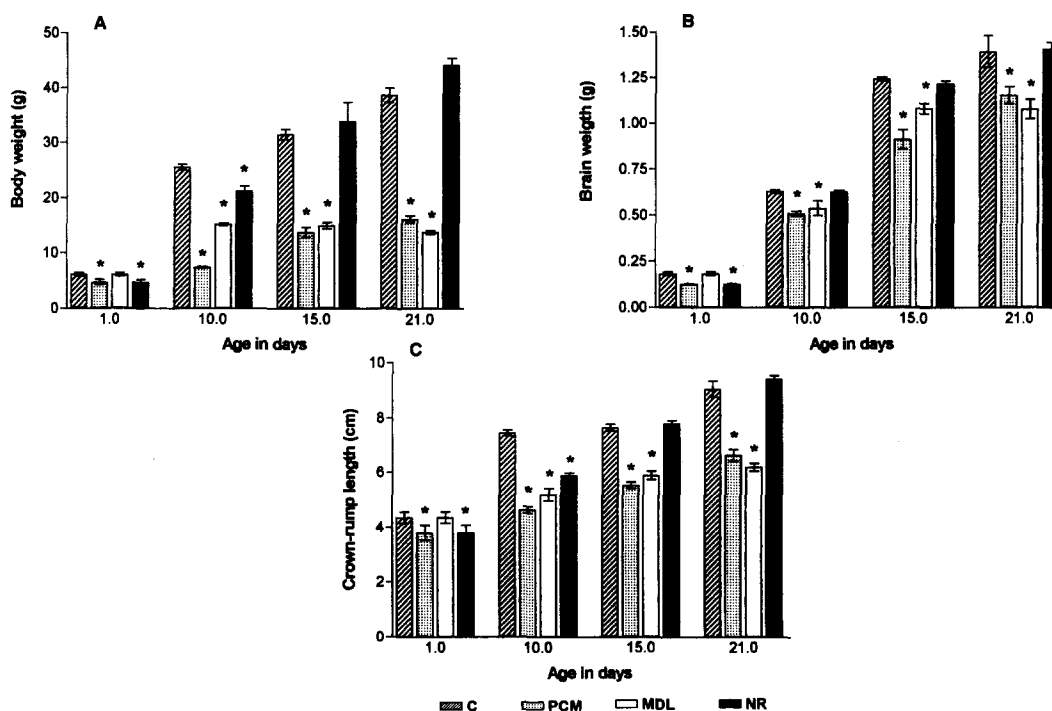 A
Body weight (g)
50
40
30
20
10
0
* * * * * * * * *
1.0 10.0 15.0 21.0
Age in days
B
Brain weigth (g)
1.50
1.25
1.00
0.75
0.50
0.25
0.00
* * * * * * * *
1.0 10.0 15.0 21.0
Age in days
C
Crown-rump length (cm)
10
8
6
4
2
0
* * * * * * * * *
1.0 10.0 15.0 21.0
Age in days
C PCM MDL NR